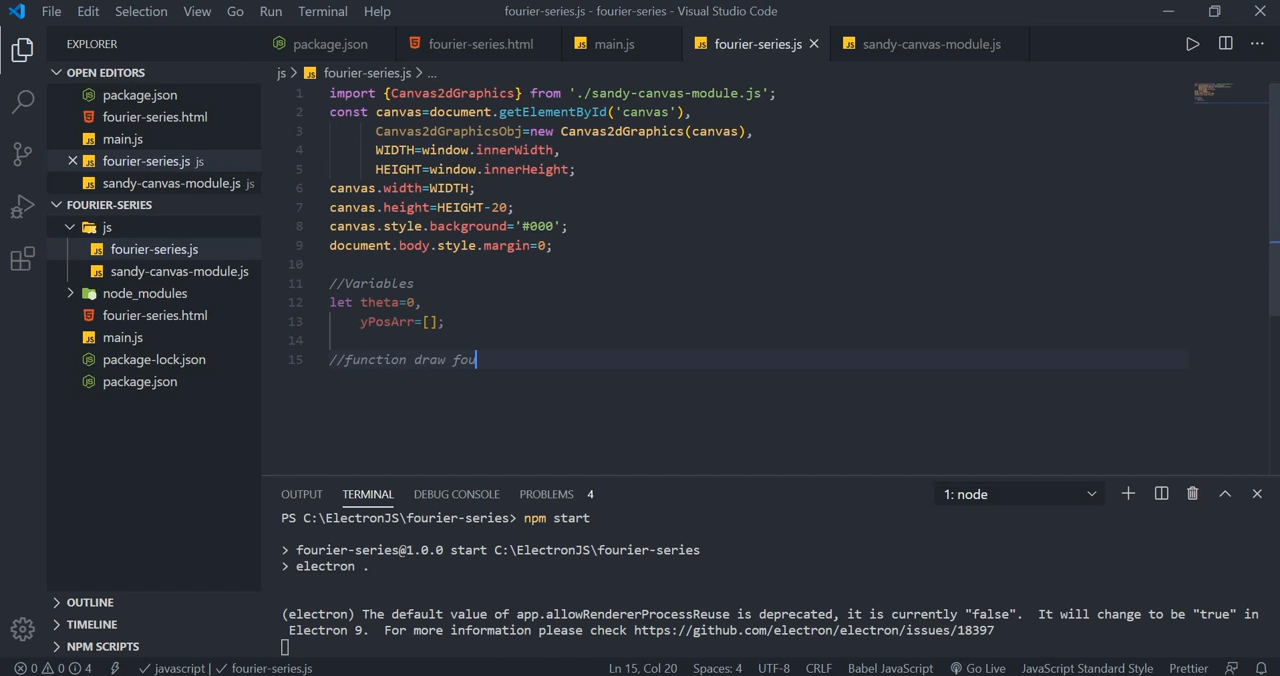 File Edit Selection View Go Run Terminal Help fourier-series.js - fourier-series - Visual Studio Code
EXPLORER
package.json fourier-series.html main.js fourier-series.js sandy-canvas-module.js
OPEN EDITORS
package.json
fourier-series.html
main.js
fourier-series.js js
sandy-canvas-module.js js
FOURIER-SERIES
js
fourier-series.js
sandy-canvas-module.js
node_modules
fourier-series.html
main.js
package-lock.json
package.json
OUTLINE
TIMELINE
NPM SCRIPTS
js > fourier-series.js > ...
1 import {Canvas2dGraphics} from './sandy-canvas-module.js';
2 const canvas=document.getElementById('canvas'),
3 Canvas2dGraphicsObj=new Canvas2dGraphics(canvas),
4 WIDTH=window.innerWidth,
5 HEIGHT=window.innerHeight;
6 canvas.width=WIDTH;
7 canvas.height=HEIGHT-20;
8 canvas.style.background='#000';
9 document.body.style.margin=0;
10
11 //Variables
12 let theta=0,
13 yPosArr=[];
14
15 //function draw fou
OUTPUT TERMINAL DEBUG CONSOLE PROBLEMS 4 1: node
PS C:\ElectronJS\fourier-series> npm start
> fourier-series@1.0.0 start C:\ElectronJS\fourier-series
> electron .
(electron) The default value of app.allowRendererProcessReuse is deprecated, it is currently "false". It will change to be "true" in
Electron 9. For more information please check https://github.com/electron/electron/issues/18397
0 0 4 javascript | fourier-series.js Ln 15, Col 20 Spaces: 4 UTF-8 CRLF Babel JavaScript Go Live JavaScript Standard Style Prettier